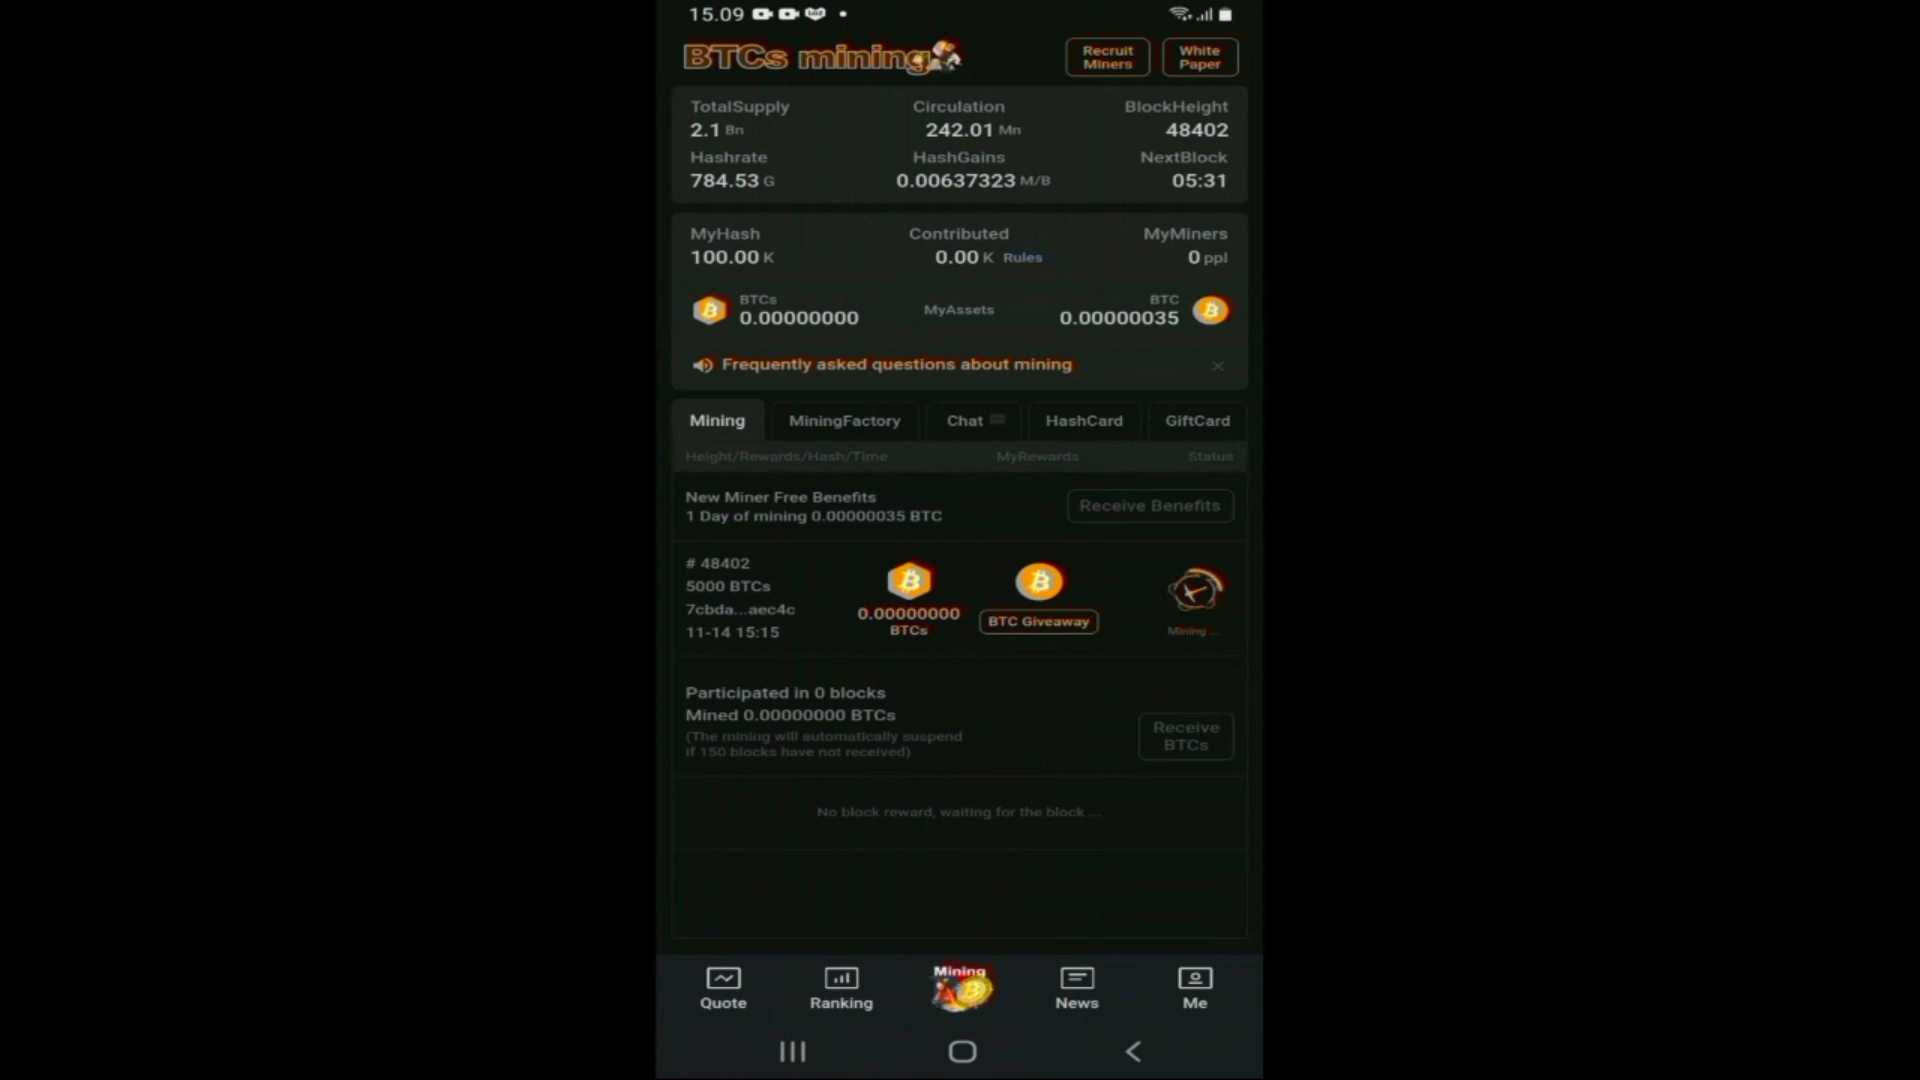 15.09
BTCs mining
Recruit Miners
White Paper
TotalSupply Circulation BlockHeight
2.1 Bn 242.01 Mn 48402
Hashrate HashGains NextBlock
784.53 G 0.00637323 M/B 05:31
MyHash Contributed MyMiners
100.00 K 0.00 K Rules 0 ppl
BTCs MyAssets BTC
0.00000000 0.00000035
Frequently asked questions about mining
Mining MiningFactory Chat HashCard GiftCard
Height/Rewards/Hash/Time MyRewards Status
New Miner Free Benefits
1 Day of mining 0.00000035 BTC
Receive Benefits
# 48402
5000 BTCs
7cbda...aec4c
11-14 15:15
0.00000000
BTCs
BTC Giveaway
Mining ...
Participated in 0 blocks
Mined 0.00000000 BTCs
(The mining will automatically suspend
if 150 blocks have not received)
Receive
BTCs
No block reward, waiting for the block ...
Quote Ranking Mining News Me